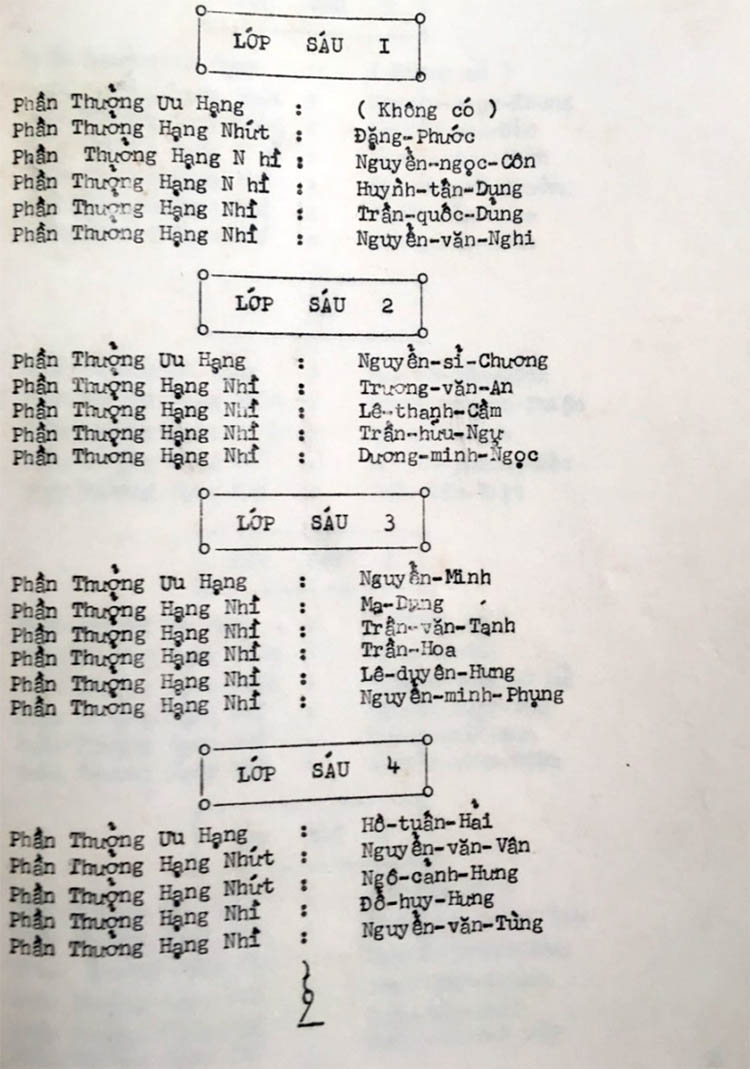 LỚP SÁU I
Phần Thưởng Ưu Hạng : ( Không có )
Phần Thưởng Hạng Nhứt : Đặng-Phước
Phần Thưởng Hạng N hì : Nguyễn-ngọc-Côn
Phần Thưởng Hạng N hì : Huỳnh-tấn-Dụng
Phần Thưởng Hạng Nhì : Trần-quốc-Dũng
Phần Thưởng Hạng Nhì : Nguyễn-văn-Nghi
LỚP SÁU 2
Phần Thưởng Ưu Hạng : Nguyễn-sỉ-Chương
Phần Thưởng Hạng Nhì : Trương-văn-An
Phần Thưởng Hạng Nhì : Lê-thanh-Cầm
Phần Thưởng Hạng Nhì : Trần-hữu-Ngự
Phần Thưởng Hạng Nhì : Dương-minh-Ngọc
LỚP SÁU 3
Phần Thưởng Ưu Hạng : Nguyễn-Minh
Phần Thưởng Hạng Nhì : Mạ-Dụng
Phần Thưởng Hạng Nhì : Trần-văn-Tạnh
Phần Thưởng Hạng Nhì : Trần-Hoa
Phần Thưởng Hạng Nhì : Lê-duyên-Hưng
Phần Thưởng Hạng Nhì : Nguyễn-minh-Phụng
LỚP SÁU 4
Phần Thưởng Ưu Hạng : Hồ-tuấn-Hải
Phần Thưởng Hạng Nhứt : Nguyễn-văn-Vân
Phần Thưởng Hạng Nhứt : Ngô-cảnh-Hưng
Phần Thưởng Hạng Nhì : Đỗ-huy-Hưng
Phần Thưởng Hạng Nhì : Nguyễn-văn-Tùng